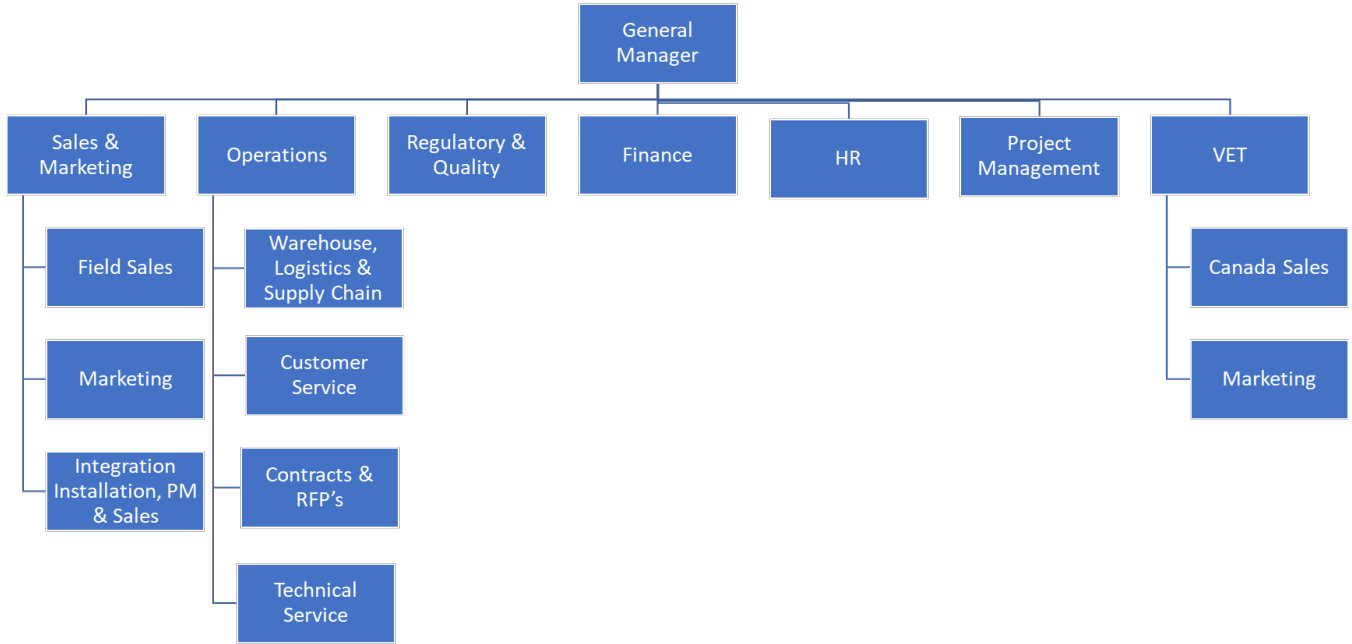 General
Manager
Sales &
Marketing
Operations
Regulatory &
Quality
Finance
HR
Project
Management
VET
Field Sales
Marketing
Integration
Installation, PM
& Sales
Warehouse,
Logistics &
Supply Chain
Customer
Service
Contracts &
RFP’s
Technical
Service
Canada Sales
Marketing